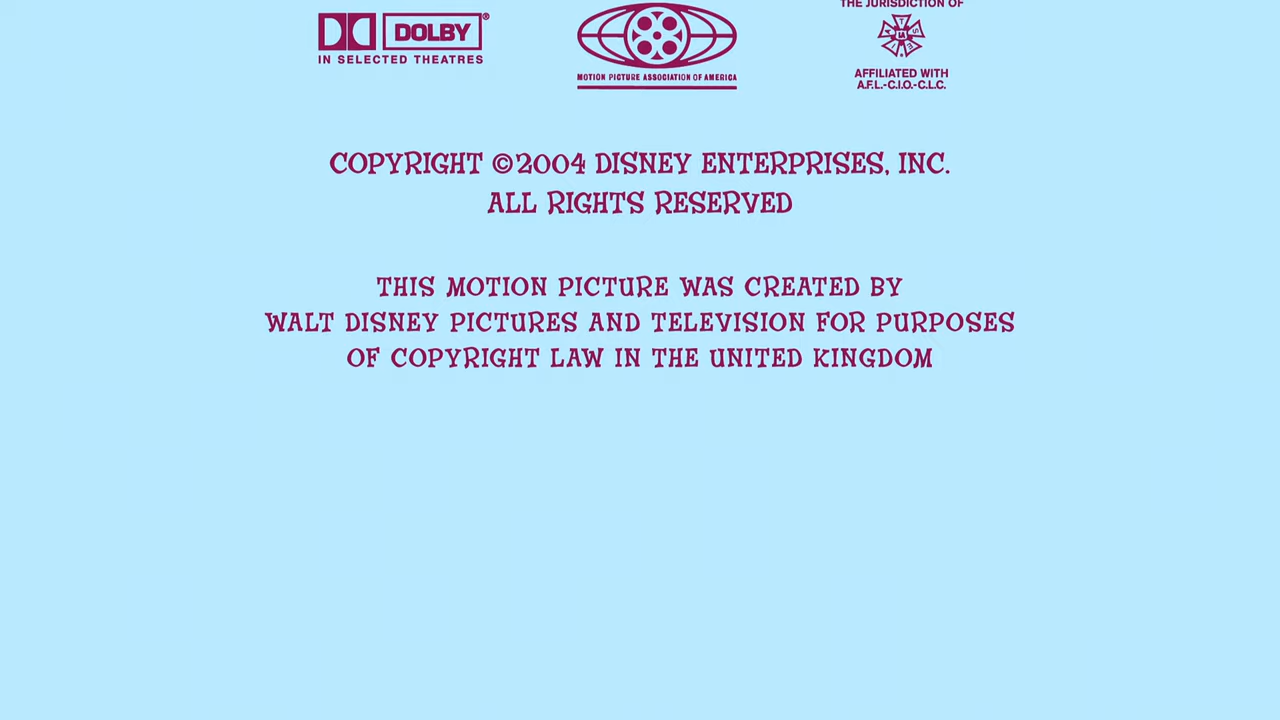 THE JURISDICTION OF
DOLBY®
IN SELECTED THEATRES
MOTION PICTURE ASSOCIATION OF AMERICA
I A T S E
IA
AFFILIATED WITH
A.F.L.-C.I.O.-C.L.C.
COPYRIGHT ©2004 DISNEY ENTERPRISES, INC.
ALL RIGHTS RESERVED
THIS MOTION PICTURE WAS CREATED BY
WALT DISNEY PICTURES AND TELEVISION FOR PURPOSES
OF COPYRIGHT LAW IN THE UNITED KINGDOM